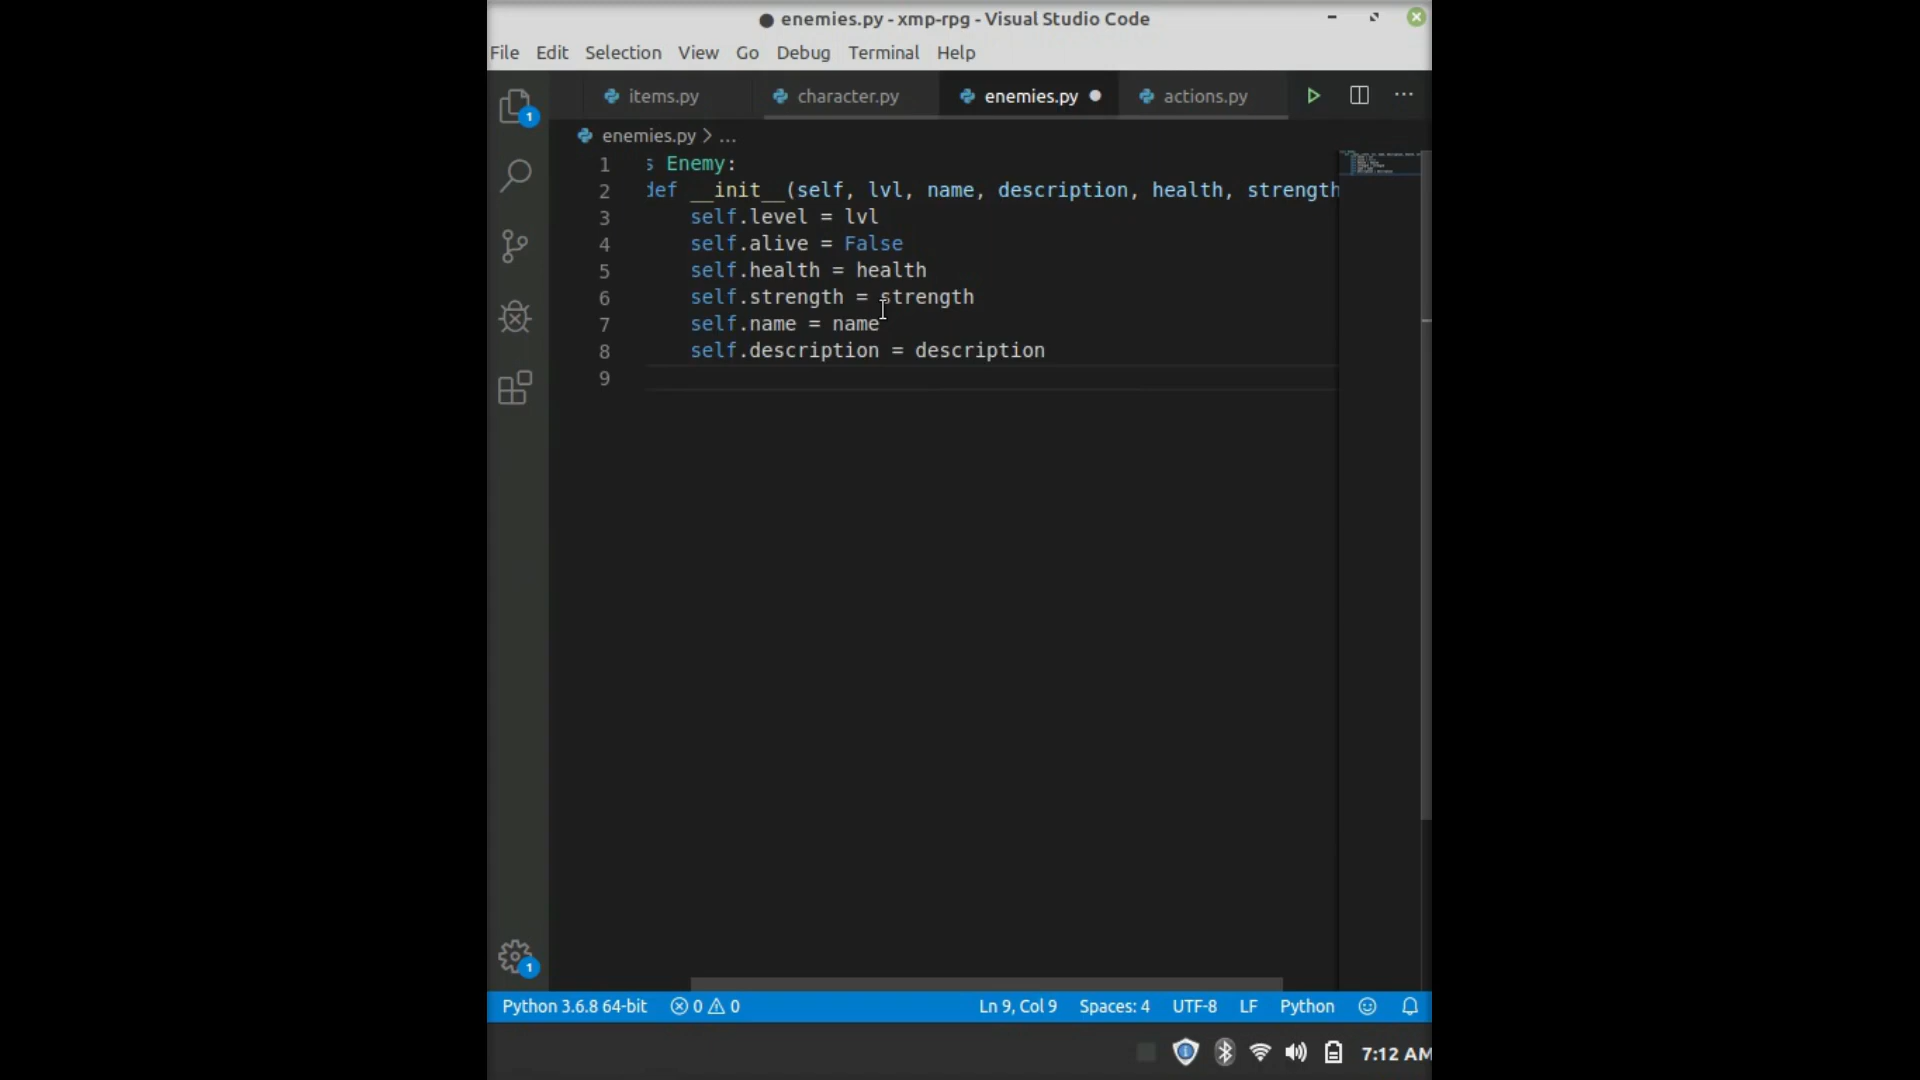 ● enemies.py - xmp-rpg - Visual Studio Code
File Edit Selection View Go Debug Terminal Help
items.py character.py enemies.py ● actions.py ...
1
enemies.py > ...
1 s Enemy:
2 def __init__(self, lvl, name, description, health, strength
3 self.level = lvl
4 self.alive = False
5 self.health = health
6 self.strength = strength
7 self.name = name
8 self.description = description
9
1
Python 3.6.8 64-bit 0 0 Ln 9, Col 9 Spaces: 4 UTF-8 LF Python
7:12 AM